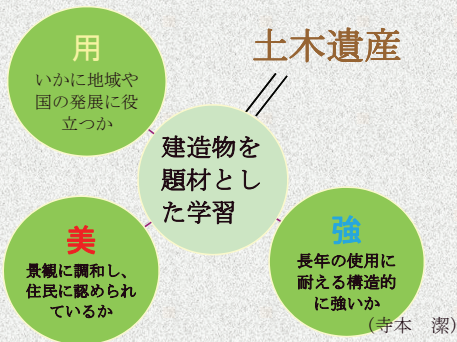 土木遺産
用
いかに地域や
国の発展に役
立つか
建造物を
題材とし
た学習
美
景観に調和し、
住民に認められ
ているか
強
長年の使用に
耐える構造的
に強いか
(寺本　潔)